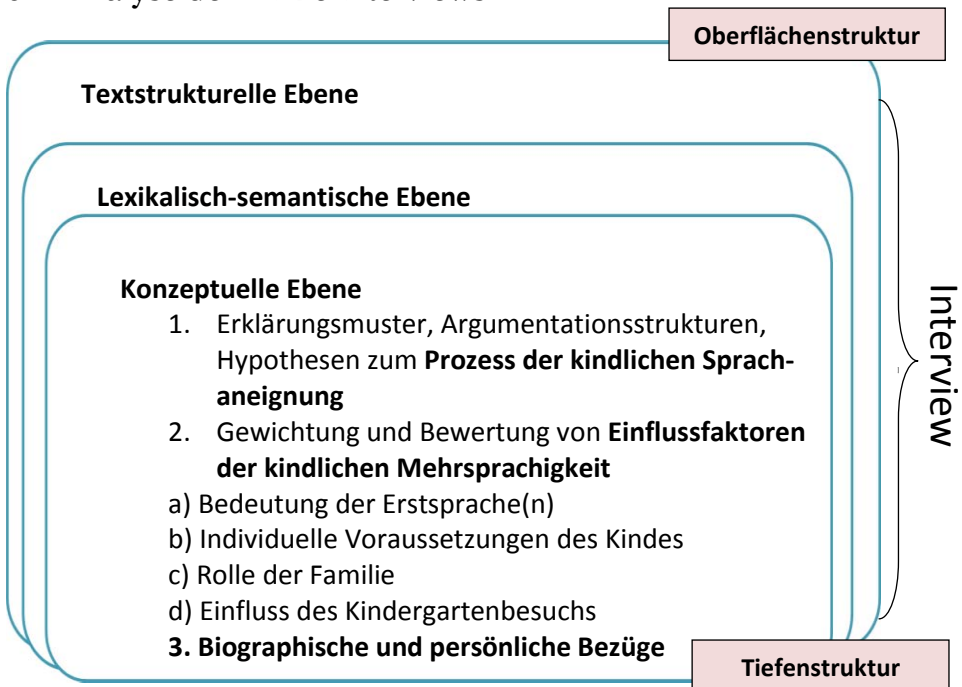 Oberflächenstruktur
Textstrukturelle Ebene
Lexikalisch-semantische Ebene
Konzeptuelle Ebene
1. Erklärungsmuster, Argumentationsstrukturen,
Hypothesen zum Prozess der kindlichen Sprach-
aneignung
2. Gewichtung und Bewertung von Einflussfaktoren
der kindlichen Mehrsprachigkeit
a) Bedeutung der Erstsprache(n)
b) Individuelle Voraussetzungen des Kindes
c) Rolle der Familie
d) Einfluss des Kindergartenbesuchs
3. Biographische und persönliche Bezüge
Tiefenstruktur
Interview